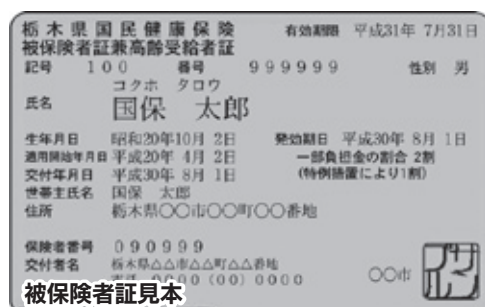 栃木県国民健康保険 有効期限 平成31年 7月31日
被保険者証兼高齢受給者証
記号 100 番号 999999 性別 男
コクホ タロウ
氏名 国保 太郎
生年月日 昭和20年10月 2日 発効期日 平成30年 8月 1日
適用開始年月日 平成20年 4月 2日 一部負担金の割合 2割
交付年月日 平成30年 8月 1日 (特例措置により1割)
世帯主氏名 国保 太郎
住所 栃木県〇〇市〇〇町〇〇番地
保険者番号 090999
交付者名 栃木県△△市△△町△△番地
電話 0000 (00) 0000 〇〇市
被保険者証見本